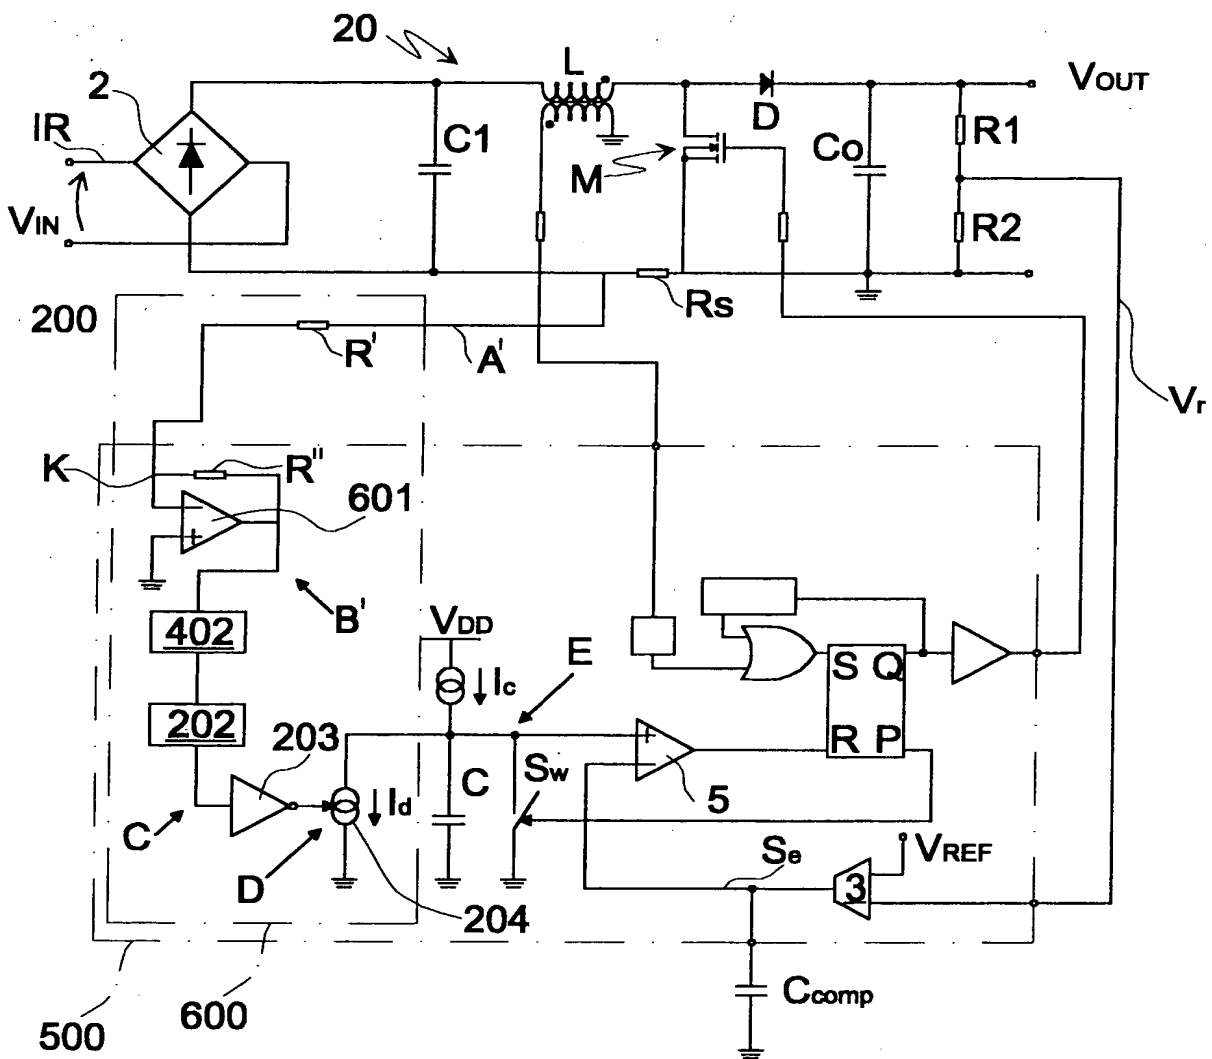 20
2
L
VOUT
IR
C1
D
R1
M
Co
VIN
R2
200
Rs
R'
A'
Vr
K
R"
601
B'
402
VDD
E
S
Q
Ic
202
203
R
P
Sw
C
5
Id
C
VREF
Se
D
3
204
500
600
Ccomp